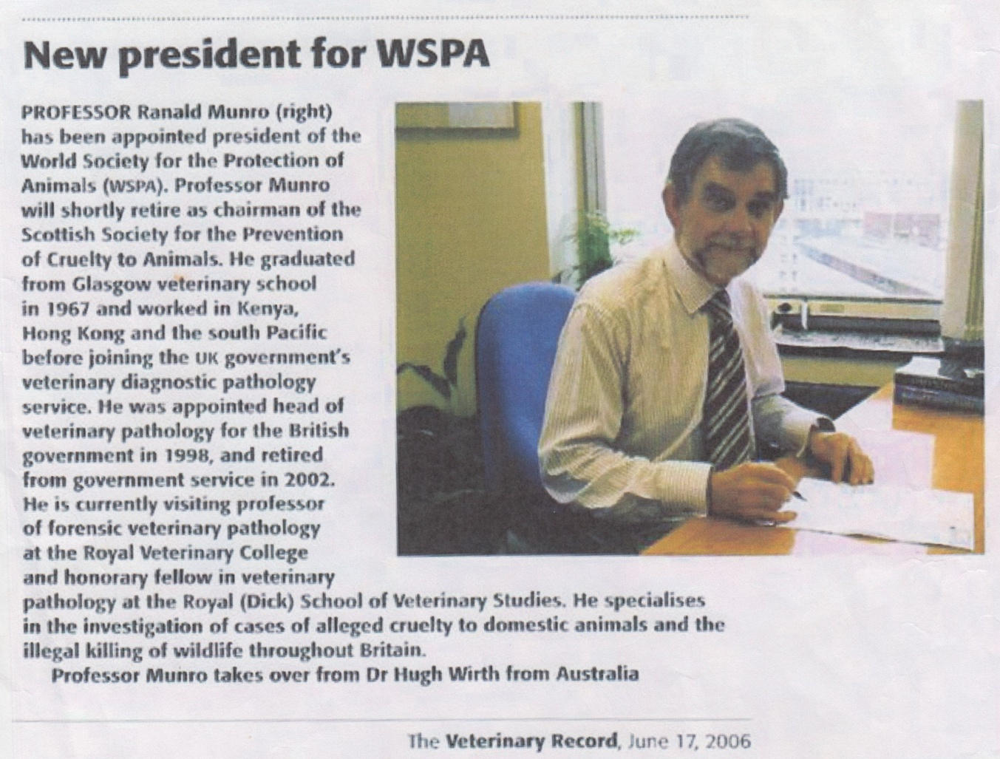 New president for WSPA
PROFESSOR Ranald Munro (right)
has been appointed president of the
World Society for the Protection of
Animals (WSPA). Professor Munro
will shortly retire as chairman of the
Scottish Society for the Prevention
of Cruelty to Animals. He graduated
from Glasgow veterinary school
in 1967 and worked in Kenya,
Hong Kong and the south Pacific
before joining the UK government's
veterinary diagnostic pathology
service. He was appointed head of
veterinary pathology for the British
government in 1998, and retired
from government service in 2002.
He is currently visiting professor
of forensic veterinary pathology
at the Royal Veterinary College
and honorary fellow in veterinary
pathology at the Royal (Dick) School of Veterinary Studies. He specialises
in the investigation of cases of alleged cruelty to domestic animals and the
illegal killing of wildlife throughout Britain.
Professor Munro takes over from Dr Hugh Wirth from Australia
The Veterinary Record, June 17, 2006